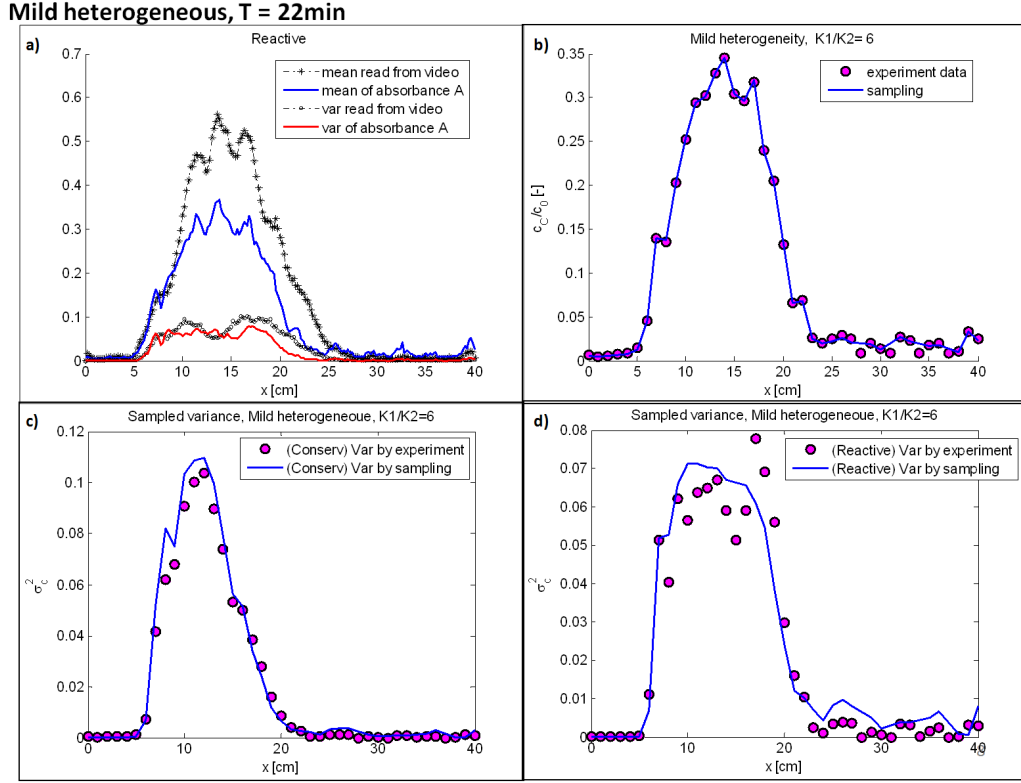 Mild heterogeneous, T = 22min
a)
Reactive
mean read from video
mean of absorbance A
var read from video
var of absorbance A
0.7
0.6
0.5
0.4
0.3
0.2
0.1
0
0 5 10 15 20 25 30 35 40
x [cm]
b)
Mild heterogeneity, K1/K2= 6
experiment data
sampling
c_C/c_0 [-]
0.35
0.3
0.25
0.2
0.15
0.1
0.05
0
0 5 10 15 20 25 30 35 40
x [cm]
c)
Sampled variance, Mild heterogeneoue, K1/K2=6
(Conserv) Var by experiment
(Conserv) Var by sampling
σ_c^2
0.12
0.1
0.08
0.06
0.04
0.02
0
0 10 20 30 40
x [cm]
d)
Sampled variance, Mild heterogeneoue, K1/K2=6
(Reactive) Var by experiment
(Reactive) Var by sampling
σ_c^2
0.08
0.07
0.06
0.05
0.04
0.03
0.02
0.01
0
0 10 20 30 40
x [cm]